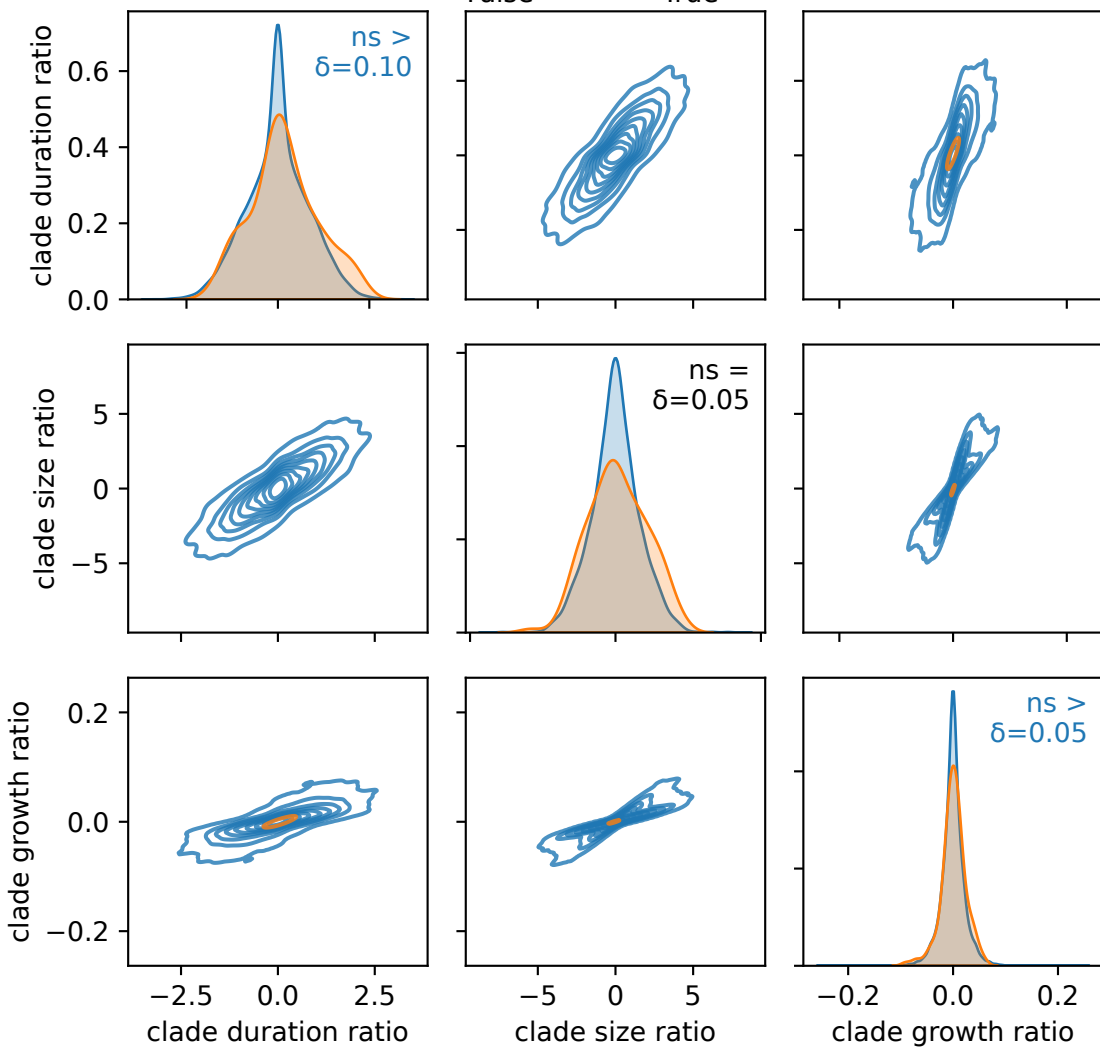 clade duration ratio
0.6
0.4
0.2
0.0
ns >
δ=0.10
clade size ratio
5
0
−5
ns =
δ=0.05
clade growth ratio
0.2
0.0
−0.2
ns >
δ=0.05
−2.5 0.0 2.5
−5 0 5
−0.2 0.0 0.2
clade duration ratio
clade size ratio
clade growth ratio